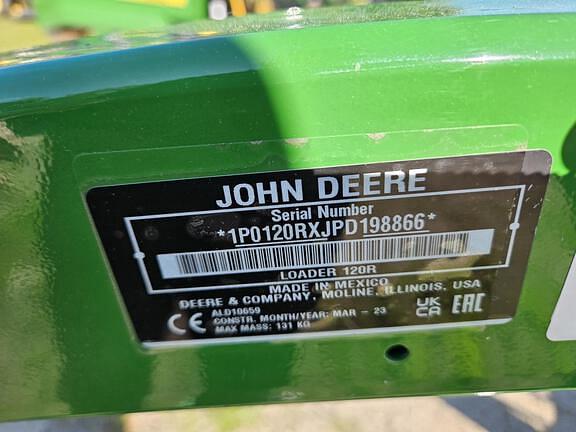 JOHN DEERE
Serial Number
*1P0120RXJPD198866*
LOADER 120R
MADE IN MEXICO
DEERE & COMPANY, MOLINE, ILLINOIS, USA
ALD10659
CONSTR. MONTH/YEAR: MAR - 23
MAX MASS: 131 KG
CE
UK
CA
EAC